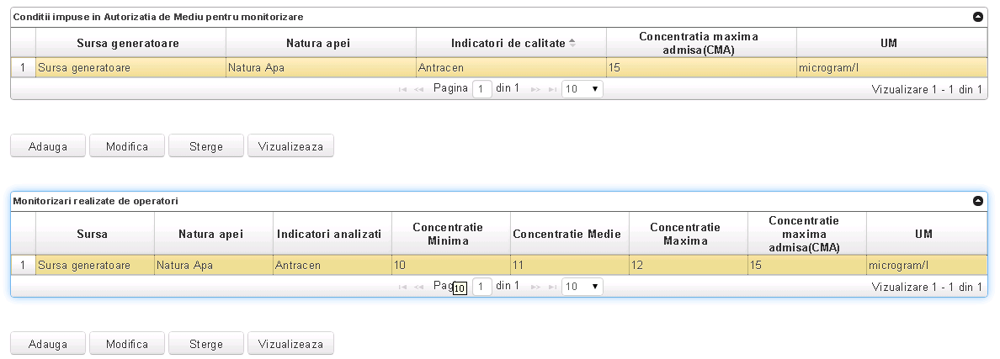 Conditii impuse in Autorizatia de Mediu pentru monitorizare
Sursa generatoare Natura apei Indicatori de calitate Concentratia maxima admisa(CMA) UM
1 Sursa generatoare Natura Apa Antracen 15 microgram/l
Pagina 1 din 1 10 Vizualizare 1 - 1 din 1
Adauga Modifica Sterge Vizualizeaza
Monitorizari realizate de operatori
Sursa Natura apei Indicatori analizati Concentratie Minima Concentratie Medie Concentratie Maxima Concentratie maxima admisa(CMA) UM
1 Sursa generatoare Natura Apa Antracen 10 11 12 15 microgram/l
10 1 din 1 10 Vizualizare 1 - 1 din 1
Adauga Modifica Sterge Vizualizeaza